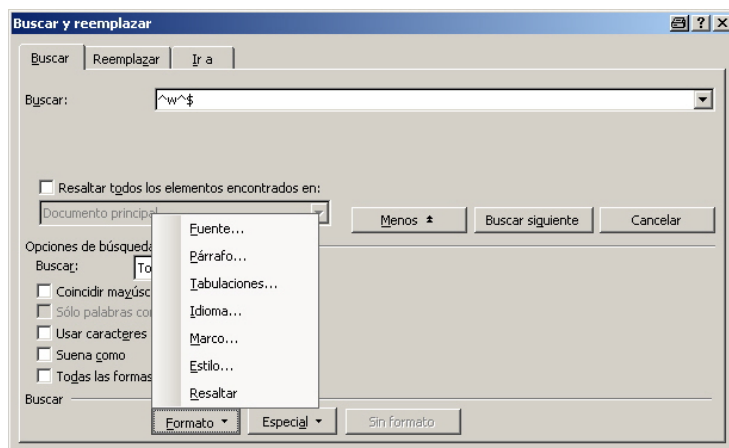 Buscar y reemplazar
Buscar Reemplazar Ir a
Buscar: ^w^$
Resaltar todos los elementos encontrados en:
Documento principal Menos Buscar siguiente Cancelar
Fuente...
Opciones de búsqueda
Párrafo...
Buscar: To
Tabulaciones...
Coincidir mayúsc
Sólo palabras con
Idioma...
Usar caracteres
Marco...
Suena como
Estilo...
Todas las formas
Resaltar
Buscar
Formato Especial Sin formato